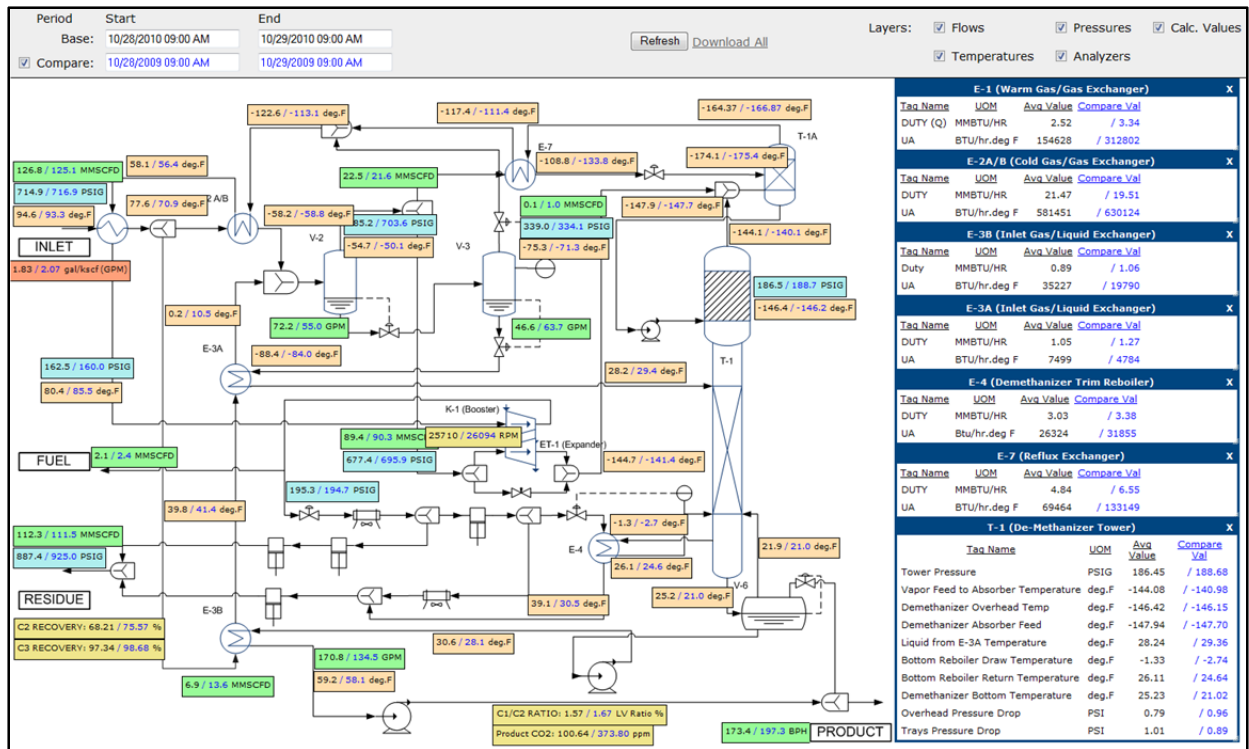 Period Start End
Base: 10/28/2010 09:00 AM 10/29/2010 09:00 AM
Compare: 10/28/2009 09:00 AM 10/29/2009 09:00 AM
Refresh Download All
Layers: Flows Pressures Calc. Values
Temperatures Analyzers
-122.6 / -113.1 deg.F
-117.4 / -111.4 deg.F
-164.37 / -166.87 deg.F
T-1A
E-7
-108.8 / -133.8 deg.F
-174.1 / -175.4 deg.F
126.8 / 125.1 MMSCFD
58.1 / 56.4 deg.F
22.5 / 21.6 MMSCFD
714.9 / 716.9 PSIG
77.6 / 70.9 deg.F
2 A/B
94.6 / 93.3 deg.F
-58.2 / -58.8 deg.F
85.2 / 703.6 PSIG
0.1 / 1.0 MMSCFD
-147.9 / -147.7 deg.F
339.0 / 334.1 PSIG
-144.1 / -140.1 deg.F
INLET
V-2
-54.7 / -50.1 deg.F
V-3
-75.3 / -71.3 deg.F
1.83 / 2.07 gal/kscf (GPM)
186.5 / 188.7 PSIG
-146.4 / -146.2 deg.F
0.2 / 10.5 deg.F
72.2 / 55.0 GPM
46.6 / 63.7 GPM
E-3A
-88.4 / -84.0 deg.F
T-1
162.5 / 160.0 PSIG
80.4 / 85.5 deg.F
28.2 / 29.4 deg.F
K-1 (Booster)
89.4 / 90.3 MMSCF
25710 / 26094 RPM
ET-1 (Expander)
FUEL
2.1 / 2.4 MMSCFD
677.4 / 695.9 PSIG
-144.7 / -141.4 deg.F
195.3 / 194.7 PSIG
39.8 / 41.4 deg.F
-1.3 / -2.7 deg.F
112.3 / 111.5 MMSCFD
887.4 / 925.0 PSIG
E-4
21.9 / 21.0 deg.F
26.1 / 24.6 deg.F
V-6
RESIDUE
E-3B
39.1 / 30.5 deg.F
25.2 / 21.0 deg.F
C2 RECOVERY: 68.21 / 75.57 %
C3 RECOVERY: 97.34 / 98.68 %
30.6 / 28.1 deg.F
170.8 / 134.5 GPM
59.2 / 58.1 deg.F
6.9 / 13.6 MMSCFD
C1/C2 RATIO: 1.57 / 1.67 LV Ratio %
Product CO2: 100.64 / 373.80 ppm
173.4 / 197.3 BPH
PRODUCT
E-1 (Warm Gas/Gas Exchanger) X
Tag Name UOM Avg Value Compare Val
DUTY (Q) MMBTU/HR 2.52 / 3.34
UA BTU/hr.deg F 154628 / 312802
E-2A/B (Cold Gas/Gas Exchanger) X
Tag Name UOM Avg Value Compare Val
DUTY MMBTU/HR 21.47 / 19.51
UA BTU/hr.deg F 581451 / 630124
E-3B (Inlet Gas/Liquid Exchanger) X
Tag Name UOM Avg Value Compare Val
Duty MMBTU/HR 0.89 / 1.06
UA BTU/hr.deg F 35227 / 19790
E-3A (Inlet Gas/Liquid Exchanger) X
Tag Name UOM Avg Value Compare Val
DUTY MMBTU/HR 1.05 / 1.27
UA BTU/hr.deg F 7499 / 4784
E-4 (Demethanizer Trim Reboiler) X
Tag Name UOM Avg Value Compare Val
DUTY MMBTU/HR 3.03 / 3.38
UA Btu/hr.deg F 26324 / 31855
E-7 (Reflux Exchanger) X
Tag Name UOM Avg Value Compare Val
DUTY MMBTU/HR 4.84 / 6.55
UA BTU/hr.deg F 69464 / 133149
T-1 (De-Methanizer Tower) X
Tag Name UOM Avg Value Compare Val
Tower Pressure PSIG 186.45 / 188.68
Vapor Feed to Absorber Temperature deg.F -144.08 / -140.98
Demethanizer Overhead Temp deg.F -146.42 / -146.15
Demethanizer Absorber Feed deg.F -147.94 / -147.70
Liquid from E-3A Temperature deg.F 28.24 / 29.36
Bottom Reboiler Draw Temperature deg.F -1.33 / -2.74
Bottom Reboiler Return Temperature deg.F 26.11 / 24.64
Demethanizer Bottom Temperature deg.F 25.23 / 21.02
Overhead Pressure Drop PSI 0.79 / 0.96
Trays Pressure Drop PSI 1.01 / 0.89